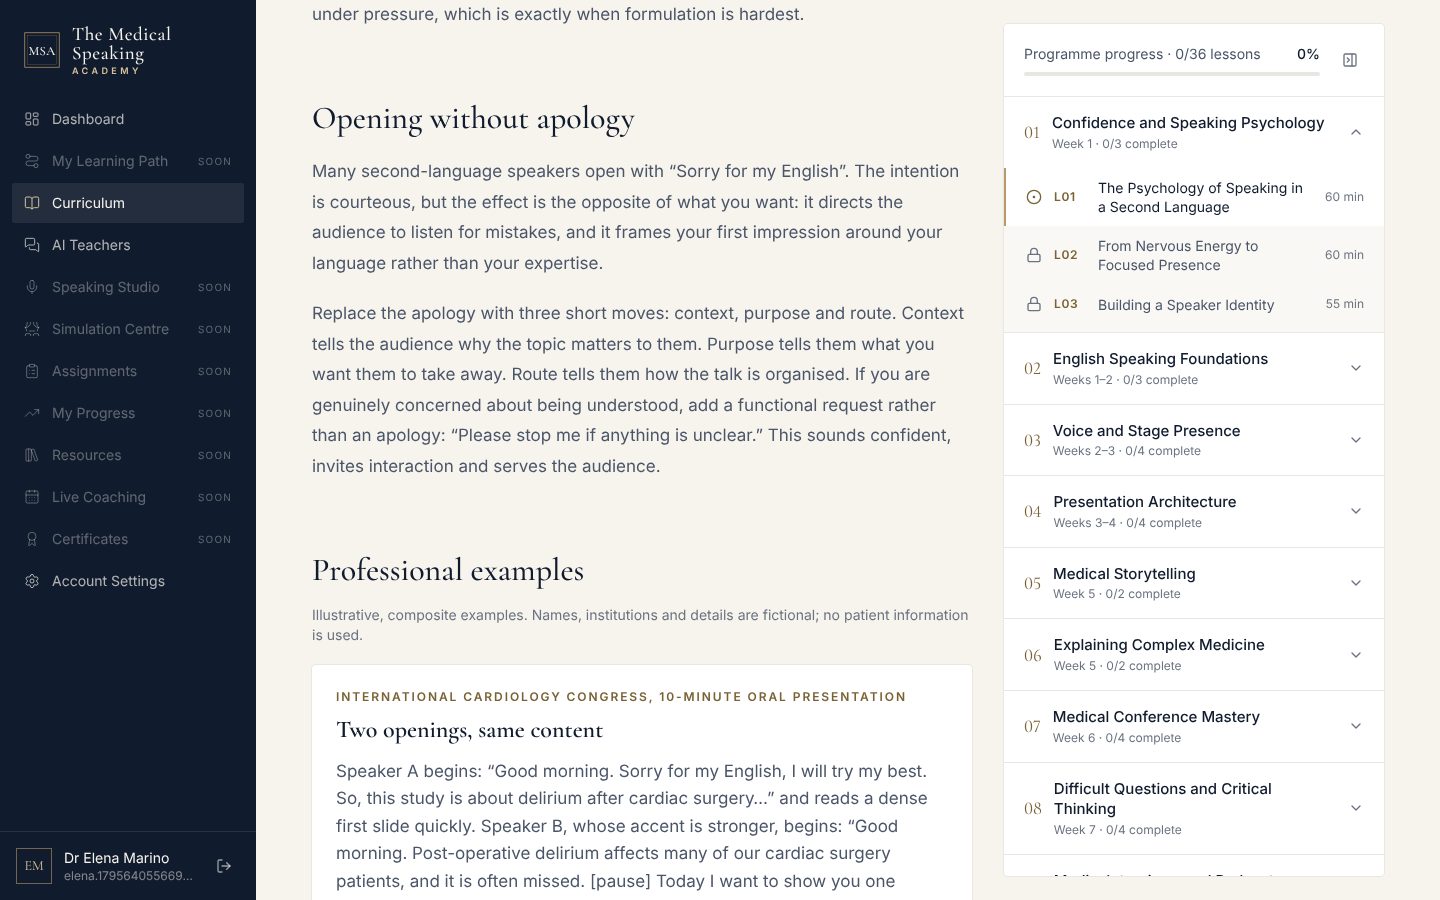 MSA
The Medical
Speaking
ACADEMY
Dashboard
My Learning Path SOON
Curriculum
AI Teachers
Speaking Studio SOON
Simulation Centre SOON
Assignments SOON
My Progress SOON
Resources SOON
Live Coaching SOON
Certificates SOON
Account Settings
EM
Dr Elena Marino
elena.179564055669...
under pressure, which is exactly when formulation is hardest.
Opening without apology
Many second-language speakers open with “Sorry for my English”. The intention
is courteous, but the effect is the opposite of what you want: it directs the
audience to listen for mistakes, and it frames your first impression around your
language rather than your expertise.
Replace the apology with three short moves: context, purpose and route. Context
tells the audience why the topic matters to them. Purpose tells them what you
want them to take away. Route tells them how the talk is organised. If you are
genuinely concerned about being understood, add a functional request rather
than an apology: “Please stop me if anything is unclear.” This sounds confident,
invites interaction and serves the audience.
Professional examples
Illustrative, composite examples. Names, institutions and details are fictional; no patient information
is used.
INTERNATIONAL CARDIOLOGY CONGRESS, 10-MINUTE ORAL PRESENTATION
Two openings, same content
Speaker A begins: “Good morning. Sorry for my English, I will try my best.
So, this study is about delirium after cardiac surgery...” and reads a dense
first slide quickly. Speaker B, whose accent is stronger, begins: “Good
morning. Post-operative delirium affects many of our cardiac surgery
patients, and it is often missed. [pause] Today I want to show you one
Programme progress · 0/36 lessons 0%
01 Confidence and Speaking Psychology
Week 1 · 0/3 complete
L01 The Psychology of Speaking in
a Second Language 60 min
L02 From Nervous Energy to
Focused Presence 60 min
L03 Building a Speaker Identity 55 min
02 English Speaking Foundations
Weeks 1–2 · 0/3 complete
03 Voice and Stage Presence
Weeks 2–3 · 0/4 complete
04 Presentation Architecture
Weeks 3–4 · 0/4 complete
05 Medical Storytelling
Week 5 · 0/2 complete
06 Explaining Complex Medicine
Week 5 · 0/2 complete
07 Medical Conference Mastery
Week 6 · 0/4 complete
08 Difficult Questions and Critical
Thinking
Week 7 · 0/4 complete